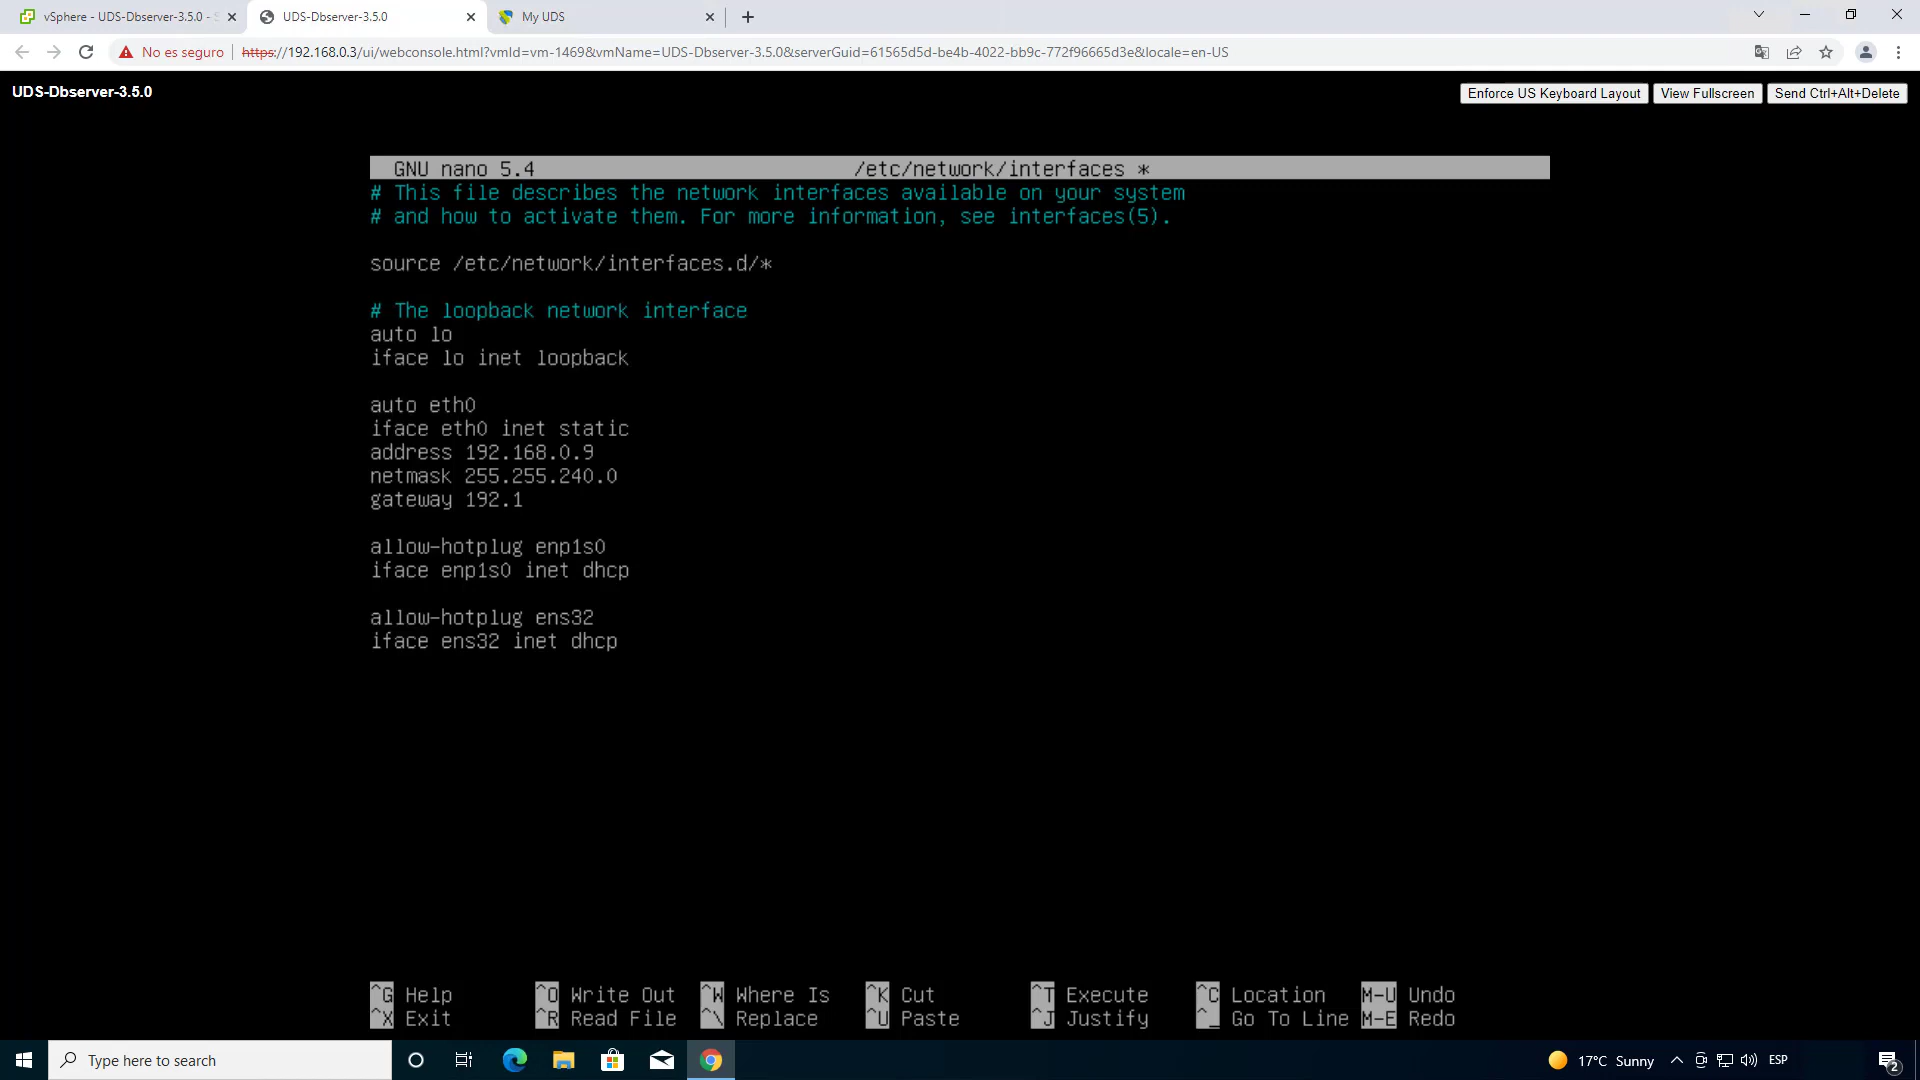 vSphere - UDS-Dbserver-3.5.0 - S
UDS-Dbserver-3.5.0
My UDS
No es seguro
https://192.168.0.3/ui/webconsole.html?vmId=vm-1469&vmName=UDS-Dbserver-3.5.0&serverGuid=61565d5d-be4b-4022-bb9c-772f96665d3e&locale=en-US
UDS-Dbserver-3.5.0
Enforce US Keyboard Layout
View Fullscreen
Send Ctrl+Alt+Delete
GNU nano 5.4 /etc/network/interfaces *
# This file describes the network interfaces available on your system
# and how to activate them. For more information, see interfaces(5).
source /etc/network/interfaces.d/*
# The loopback network interface
auto lo
iface lo inet loopback
auto eth0
iface eth0 inet static
address 192.168.0.9
netmask 255.255.240.0
gateway 192.1
allow-hotplug enp1s0
iface enp1s0 inet dhcp
allow-hotplug ens32
iface ens32 inet dhcp
^G Help ^O Write Out ^W Where Is ^K Cut ^T Execute ^C Location M-U Undo
^X Exit ^R Read File ^\ Replace ^U Paste ^J Justify ^_ Go To Line M-E Redo
Type here to search
17°C Sunny
ESP
2